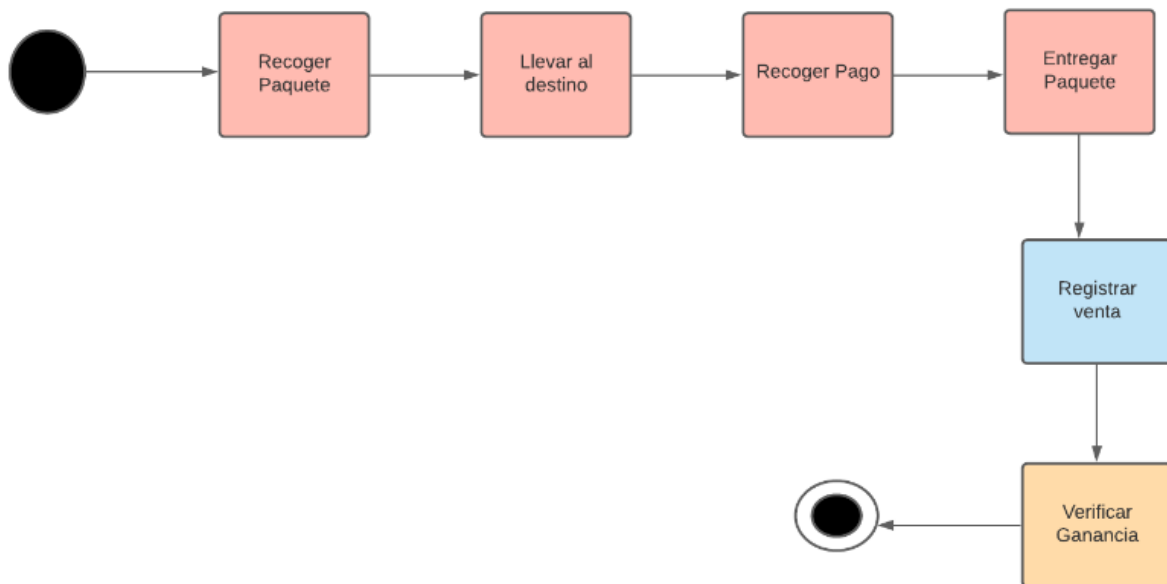 Recoger
Paquete
Llevar al
destino
Recoger Pago
Entregar
Paquete
Registrar
venta
Verificar
Ganancia